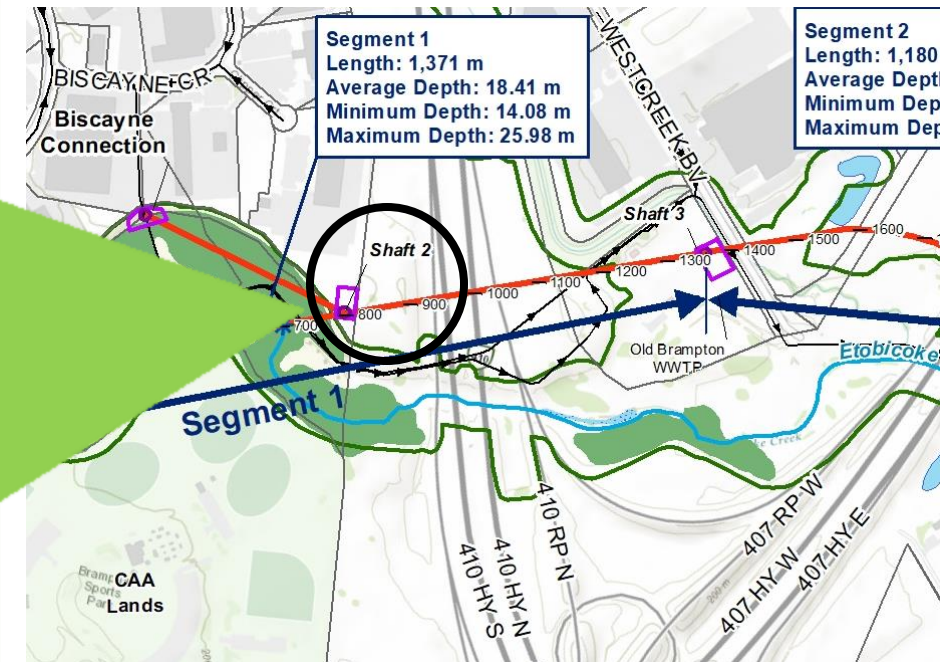 Segment 1
Length: 1,371 m
Average Depth: 18.41 m
Minimum Depth: 14.08 m
Maximum Depth: 25.98 m
Segment 2
Length: 1,180
Average Dept
Minimum Dep
Maximum Dep
BISCAYNE CR
Biscayne
Connection
WESTCREEK BV
Shaft 2
Shaft 3
700
800
900
1000
1100
1200
1300
1400
1500
1600
Old Brampton
WWTP
Etobicoke
Segment 1
410 HY S
410 HY N
410 RP N
407 RP W
407 HY W
407 HY E
Sports
CAA
Lands